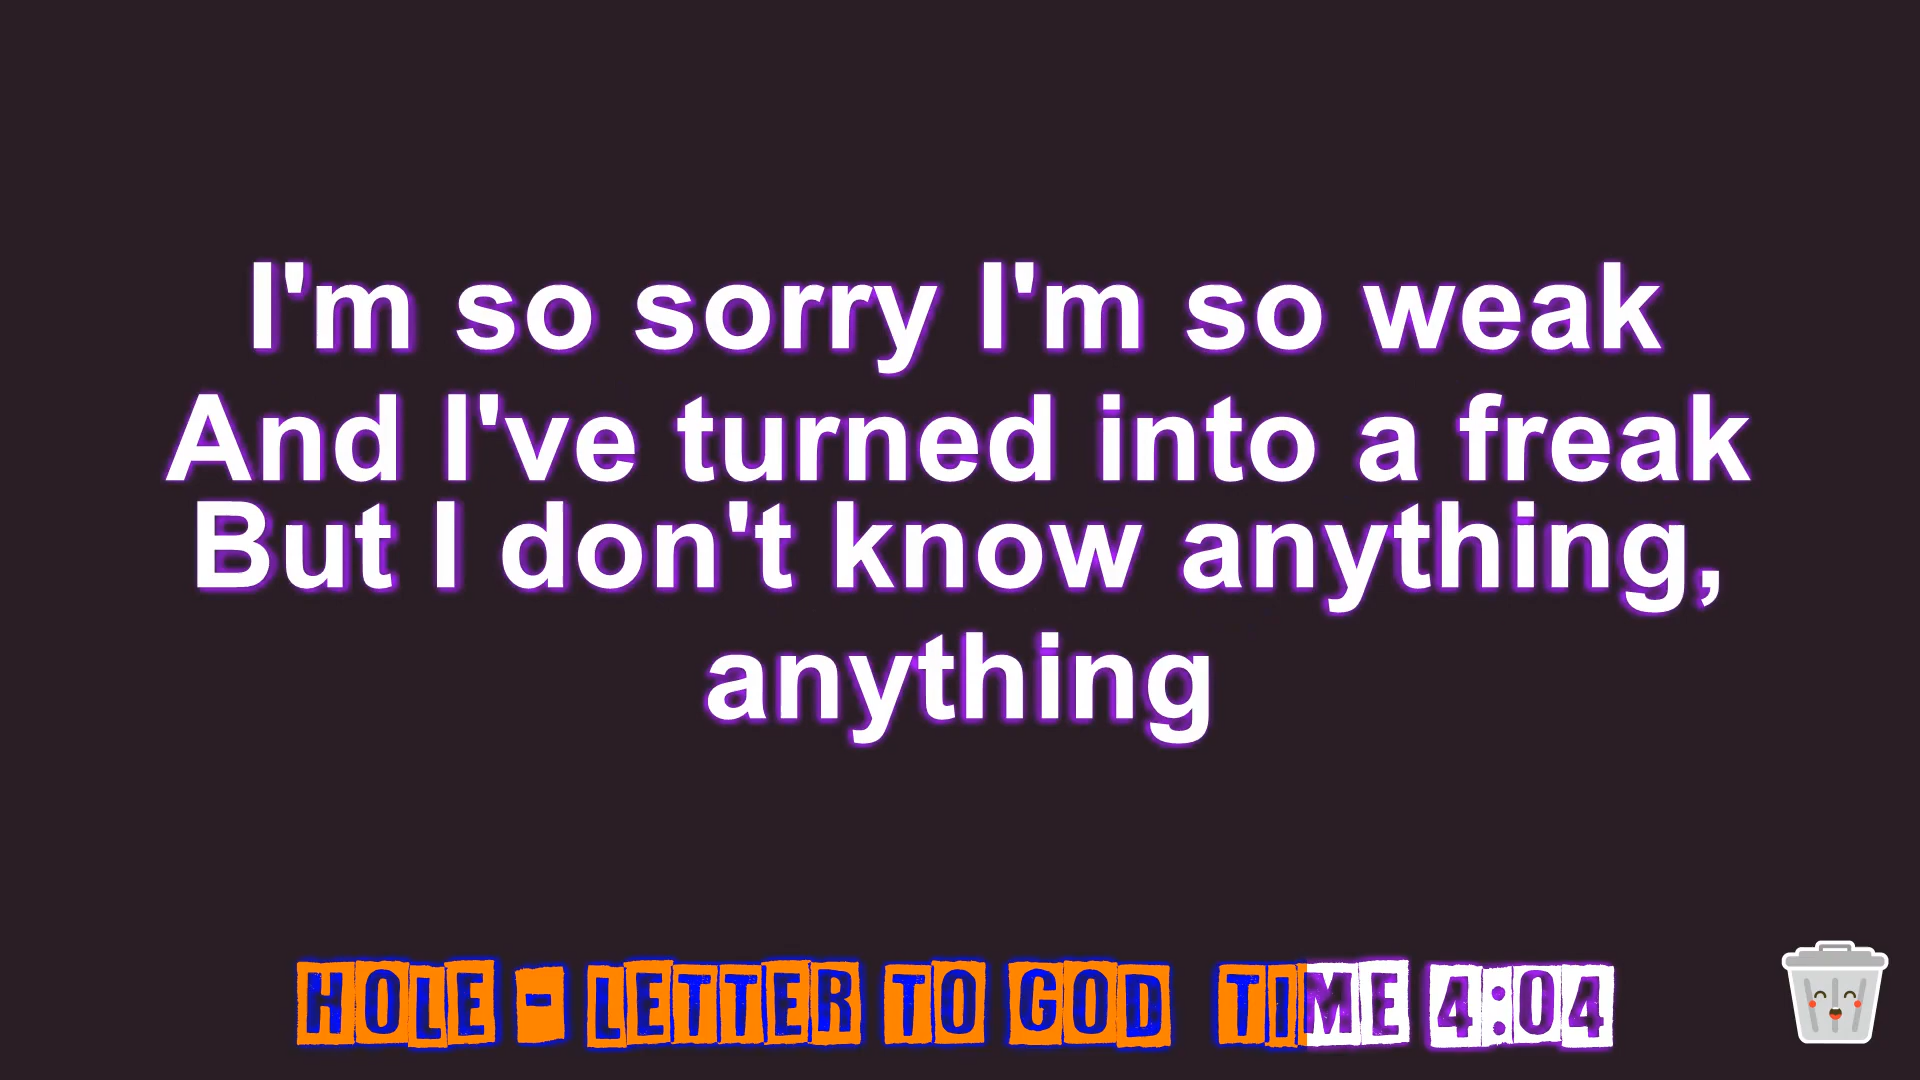 I'm so sorry I'm so weak
And I've turned into a freak
But I don't know anything,
anything
HOLE - LETTER TO GOD TIME 4:04